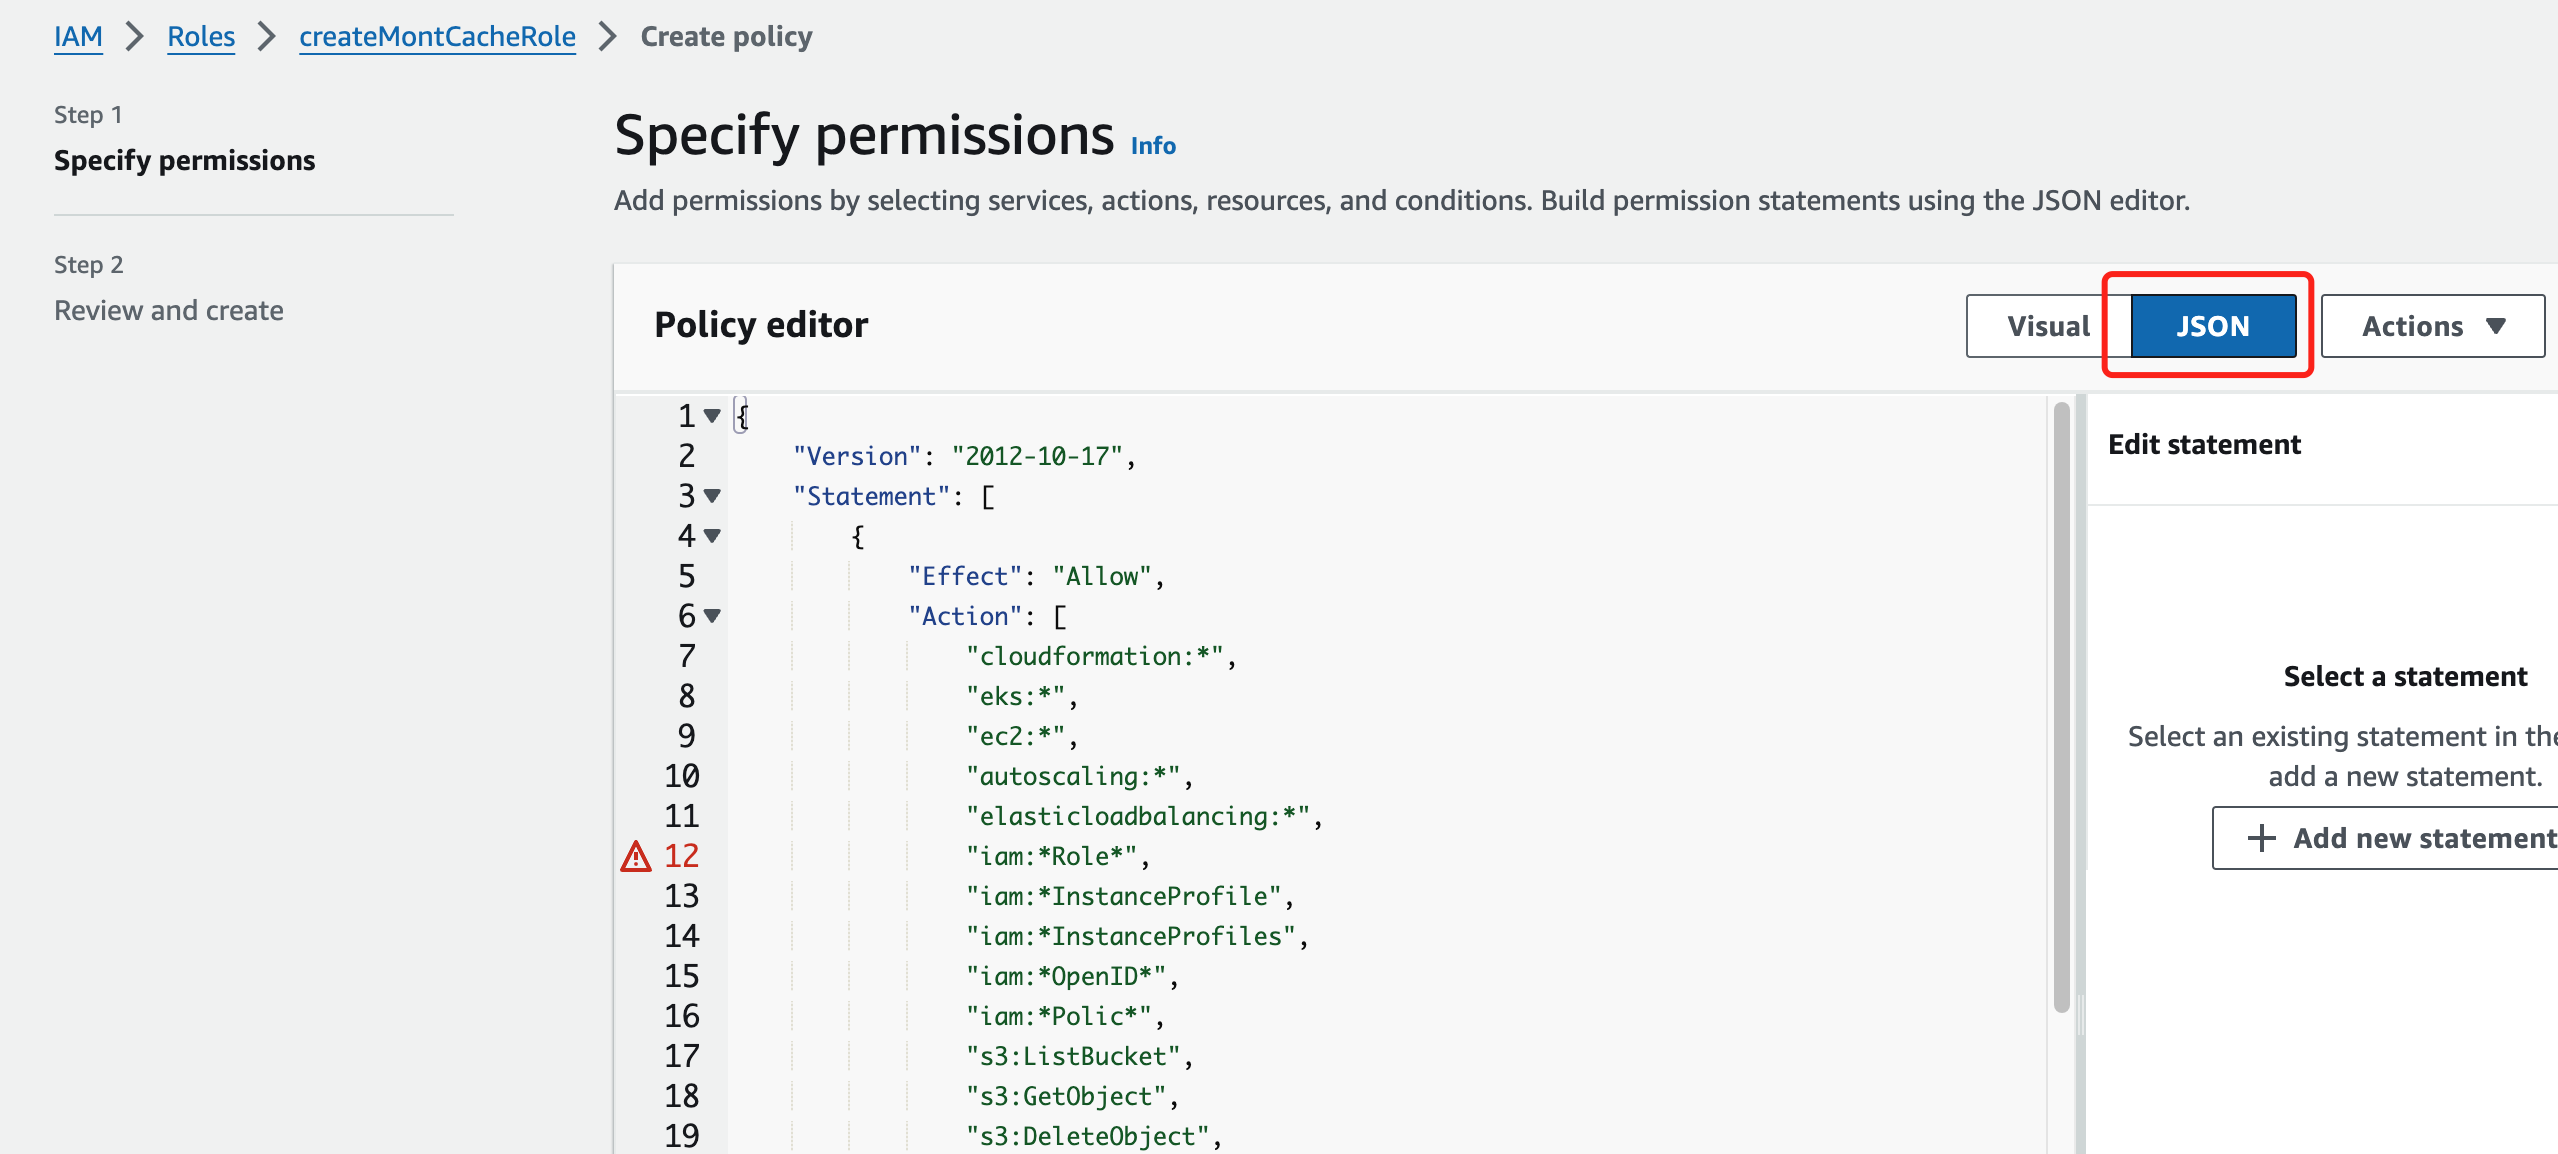 IAM > Roles > createMontCacheRole > Create policy
Step 1
Specify permissions
Step 2
Review and create
Specify permissions Info
Add permissions by selecting services, actions, resources, and conditions. Build permission statements using the JSON editor.
Policy editor
Visual JSON Actions
1 {
2 "Version": "2012-10-17",
3 "Statement": [
4 {
5 "Effect": "Allow",
6 "Action": [
7 "cloudformation:*",
8 "eks:*",
9 "ec2:*",
10 "autoscaling:*",
11 "elasticloadbalancing:*",
12 "iam:*Role*",
13 "iam:*InstanceProfile",
14 "iam:*InstanceProfiles",
15 "iam:*OpenID*",
16 "iam:*Polic*",
17 "s3:ListBucket",
18 "s3:GetObject",
19 "s3:DeleteObject",
Edit statement
Select a statement
Select an existing statement in the
add a new statement.
+ Add new statement